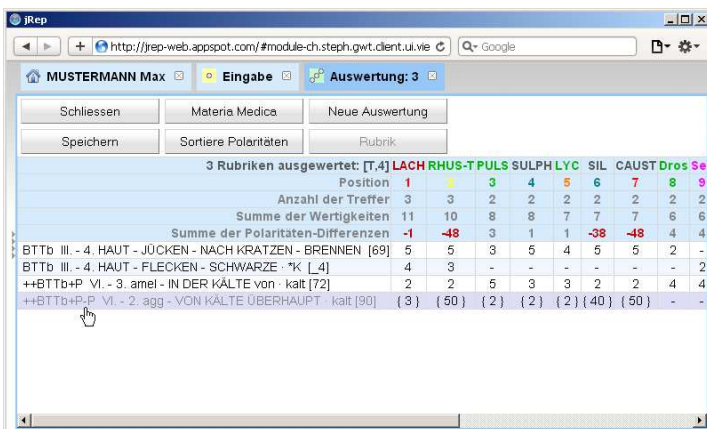 jRep
http://jrep-web.appspot.com/#module-ch.steph.gwt.client.ui.vie Google
MUSTERMANN Max Eingabe Auswertung: 3
Schliessen Materia Medica Neue Auswertung
Speichern Sortiere Polaritäten Rubrik
3 Rubriken ausgewertet: [T,4] LACH RHUS-T PULS SULPH LYC SIL CAUST Dros Se
Position 1 2 3 4 5 6 7 8 9
Anzahl der Treffer 3 3 2 2 2 2 2 2 2
Summe der Wertigkeiten 11 10 8 8 7 7 7 6 6
Summe der Polaritäten-Differenzen -1 -48 3 1 1 -38 -48 4 4
BTTb III. - 4. HAUT - JÜCKEN - NACH KRATZEN - BRENNEN [69] 5 5 3 5 4 5 5 2 -
BTTb III. - 4. HAUT - FLECKEN - SCHWARZE · *K [_4] 4 3 - - - - - - 2
++BTTb+P VI. - 3. amel - IN DER KÄLTE von · kalt [72] 2 2 5 3 3 2 2 4 4
++BTTb+P-P VI. - 2. agg - VON KÄLTE ÜBERHAUPT · kalt [90] { 3 } { 50 } { 2 } { 2 } { 2 } { 40 } { 50 } - -